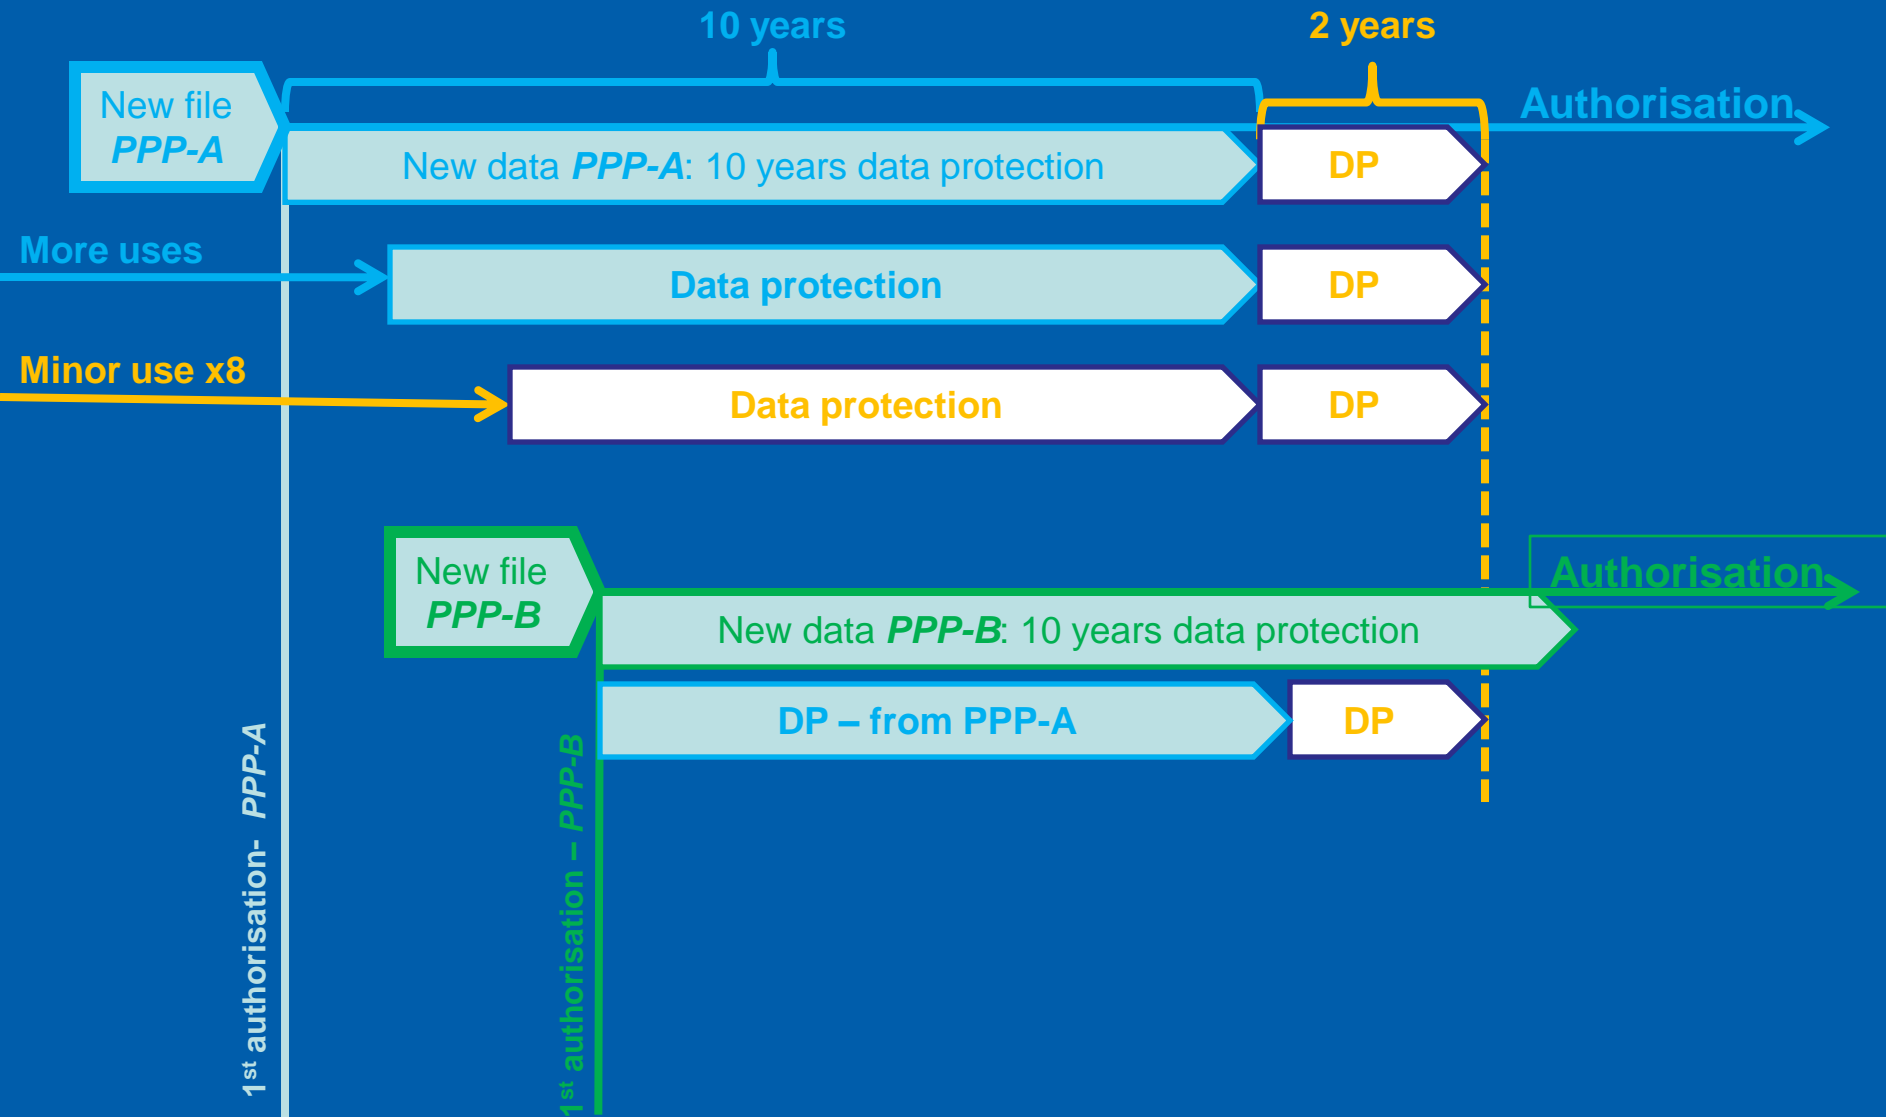 10 years
2 years
New file
PPP-A
Authorisation
New data PPP-A: 10 years data protection
DP
More uses
Data protection
DP
Minor use x8
Data protection
DP
New file
PPP-B
Authorisation
New data PPP-B: 10 years data protection
DP – from PPP-A
DP
1st authorisation- PPP-A
1st authorisation – PPP-B